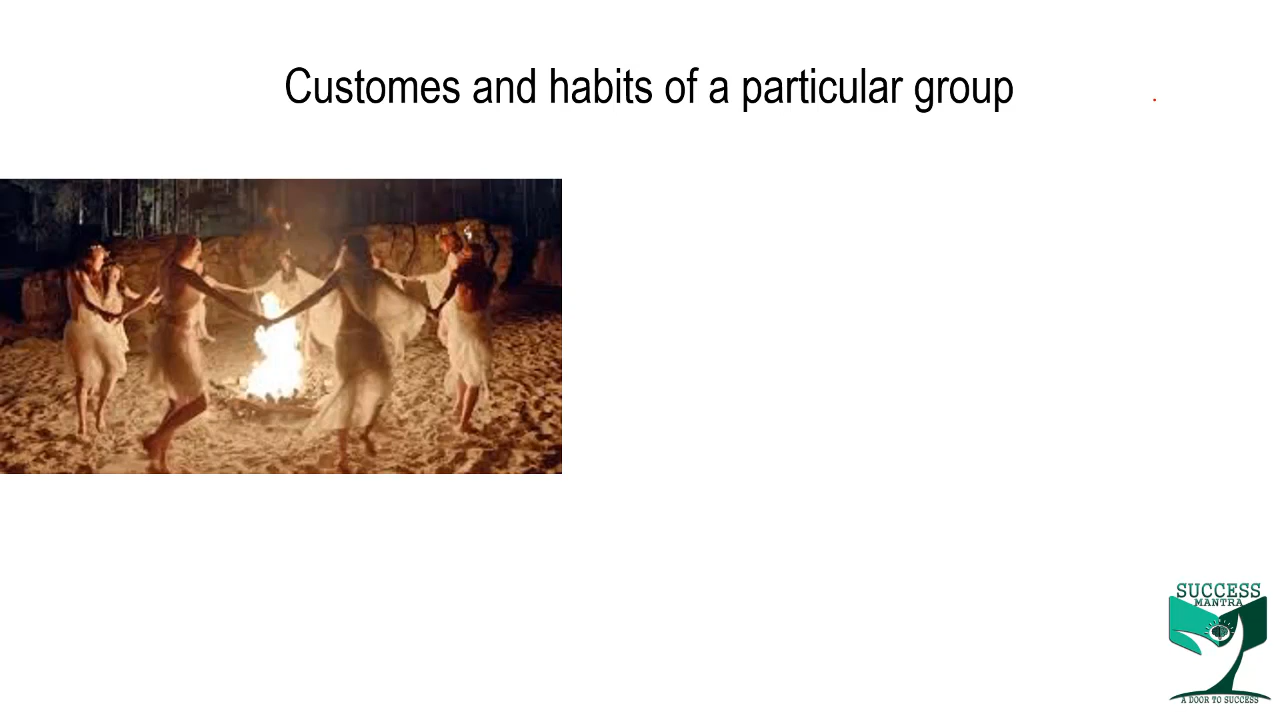 Customes and habits of a particular group
SUCCESS
MANTRA
A DOOR TO SUCCESS